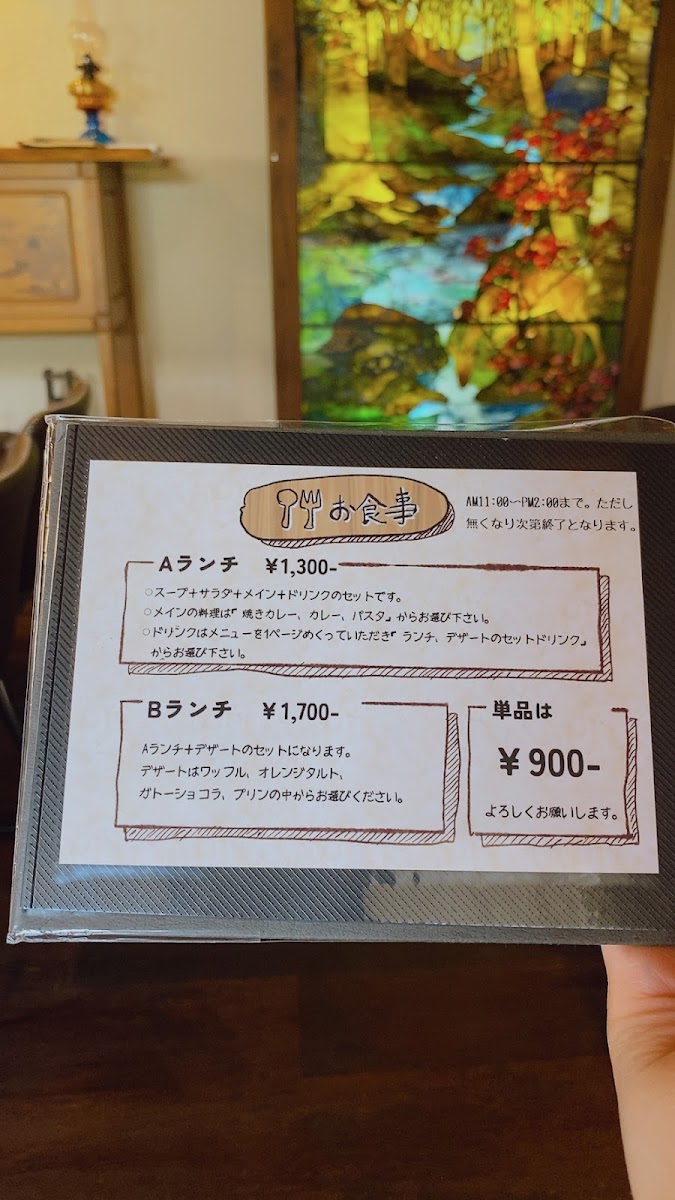 お食事
AM11:00〜PM2:00まで。ただし
無くなり次第終了となります。
Aランチ ¥1,300-
○スープ+サラダ+メイン+ドリンクのセットです。
○メインの料理は「焼きカレー、カレー、パスタ」からお選び下さい。
○ドリンクはメニューを1ページめくっていただき「ランチ、デザートのセットドリンク」
からお選び下さい。
Bランチ ¥1,700-
Aランチ+デザートのセットになります。
デザートはワッフル、オレンジタルト、
ガトーショコラ、プリンの中からお選びください。
単品は
¥900-
よろしくお願いします。